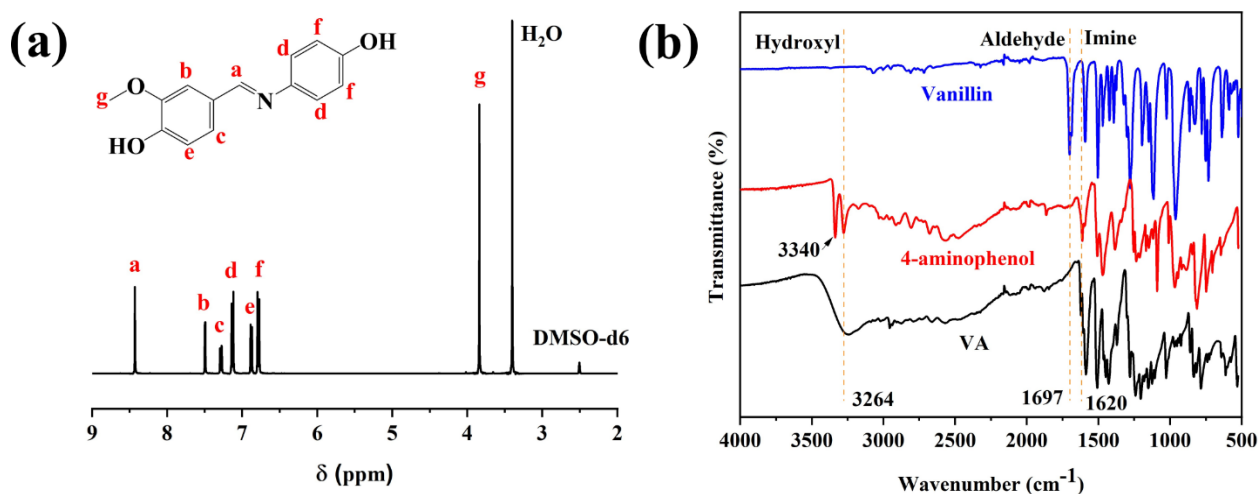 (a)
f
OH
d
a
b
f
g
O
N
d
HO
c
e
H2O
g
a
d
f
b
e
c
DMSO-d6
9 8 7 6 5 4 3 2
δ (ppm)
(b)
Hydroxyl Aldehyde Imine
Vanillin
3340
4-aminophenol
VA
3264 1697 1620
Transmittance (%)
4000 3500 3000 2500 2000 1500 1000 500
Wavenumber (cm-1)